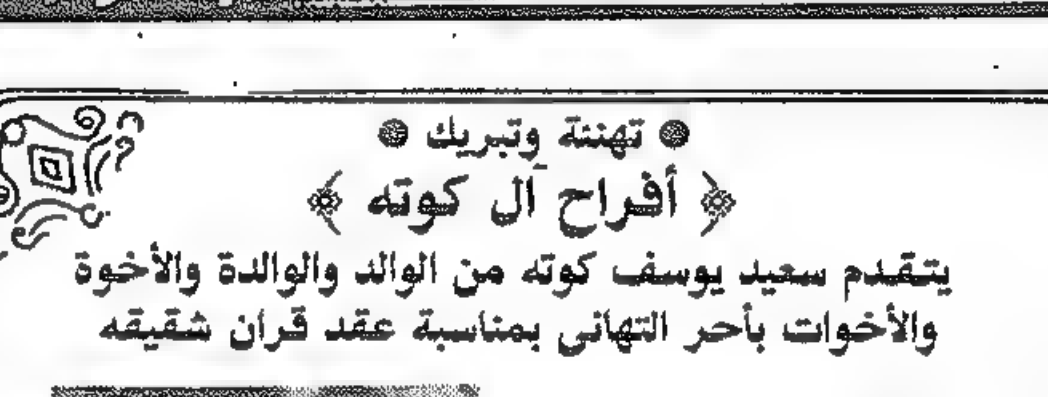 تهنئة وتبريك
﴿ أفراح آل كوته ﴾
يتقدم سعيد يوسف كوته من الوالد والوالدة والأخوة
والأخوات بأحر التهاني بمناسبة عقد قران شقيقه